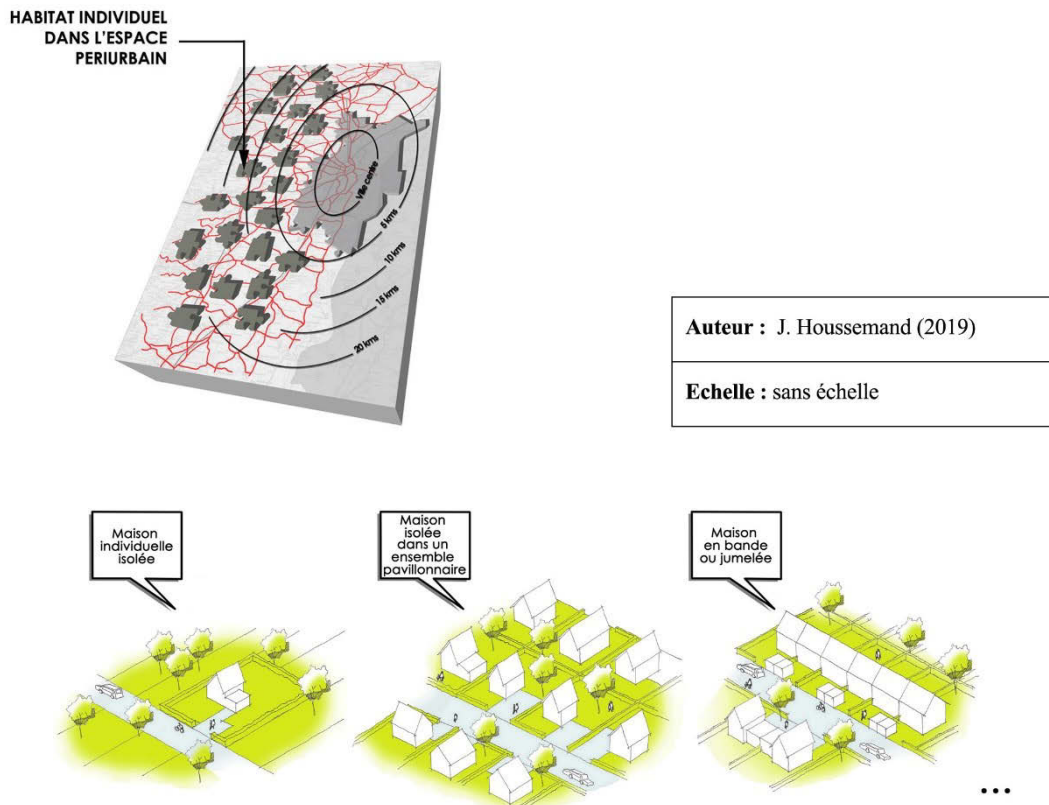 HABITAT INDIVIDUEL
DANS L'ESPACE
PERIURBAIN
Ville centre
5 kms
10 kms
15 kms
20 kms
Auteur : J. Houssemand (2019)
Echelle : sans échelle
Maison
individuelle
isolée
Maison
isolée
dans un
ensemble
pavillonnaire
Maison
en bande
ou jumelée
...